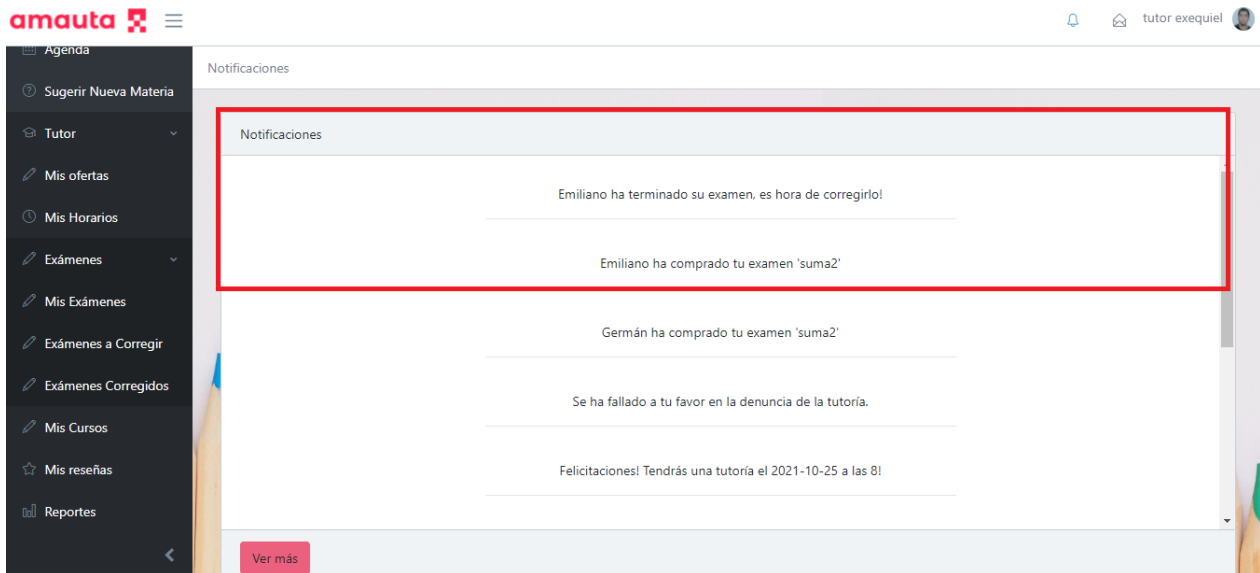 amauta
tutor exequiel
Agenda
Notificaciones
Sugerir Nueva Materia
Tutor
Mis ofertas
Mis Horarios
Exámenes
Mis Exámenes
Exámenes a Corregir
Exámenes Corregidos
Mis Cursos
Mis reseñas
Reportes
Notificaciones
Emiliano ha terminado su examen, es hora de corregirlo!
Emiliano ha comprado tu examen 'suma2'
Germán ha comprado tu examen 'suma2'
Se ha fallado a tu favor en la denuncia de la tutoría.
Felicitaciones! Tendrás una tutoría el 2021-10-25 a las 8!
Ver más